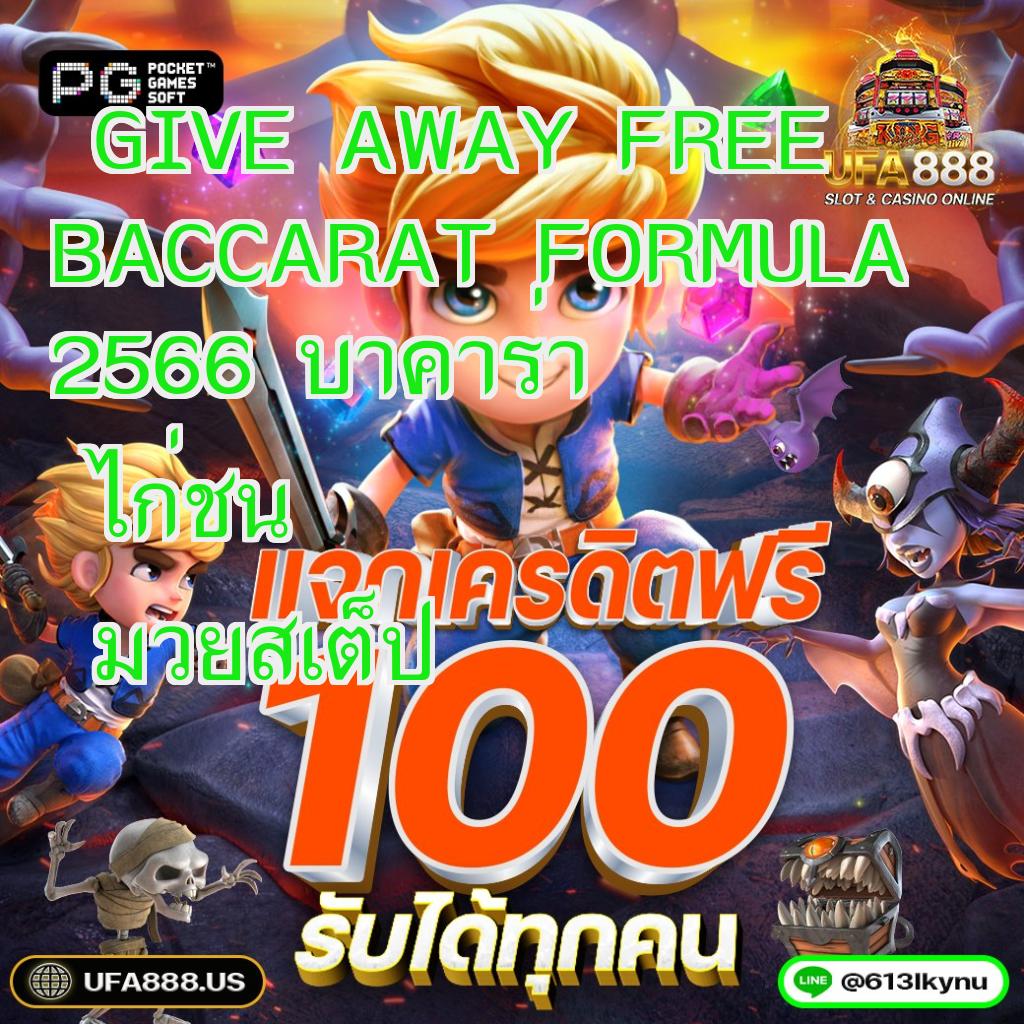 PG POCKET GAMES SOFT™
KING
UFA888
SLOT & CASINO ONLINE
GIVE AWAY FREE
BACCARAT ุFORMULA
2566 บาคาร่า
ไก่ชน
แจกเครดิตฟรี
มวยสเต็ป
100
รับได้ทุกคน
UFA888.US
LINE @613lkynu